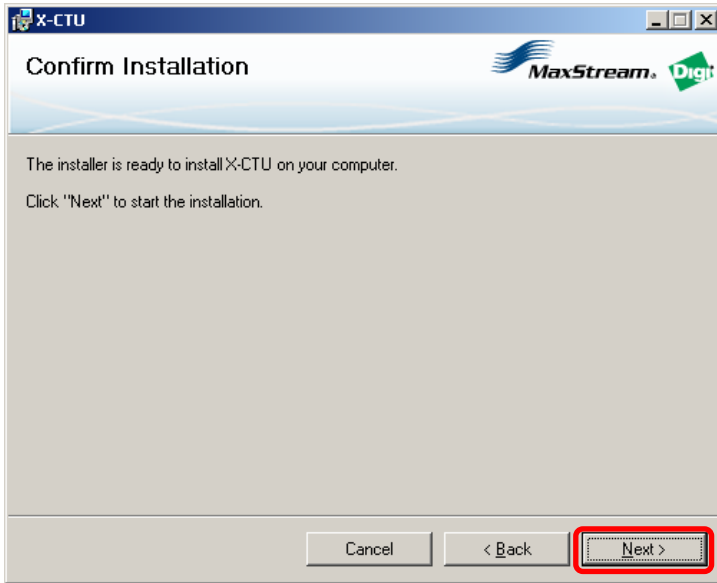 X-CTU
Confirm Installation
MaxStream.
Digi
The installer is ready to install X-CTU on your computer.
Click "Next" to start the installation.
Cancel
< Back
Next >